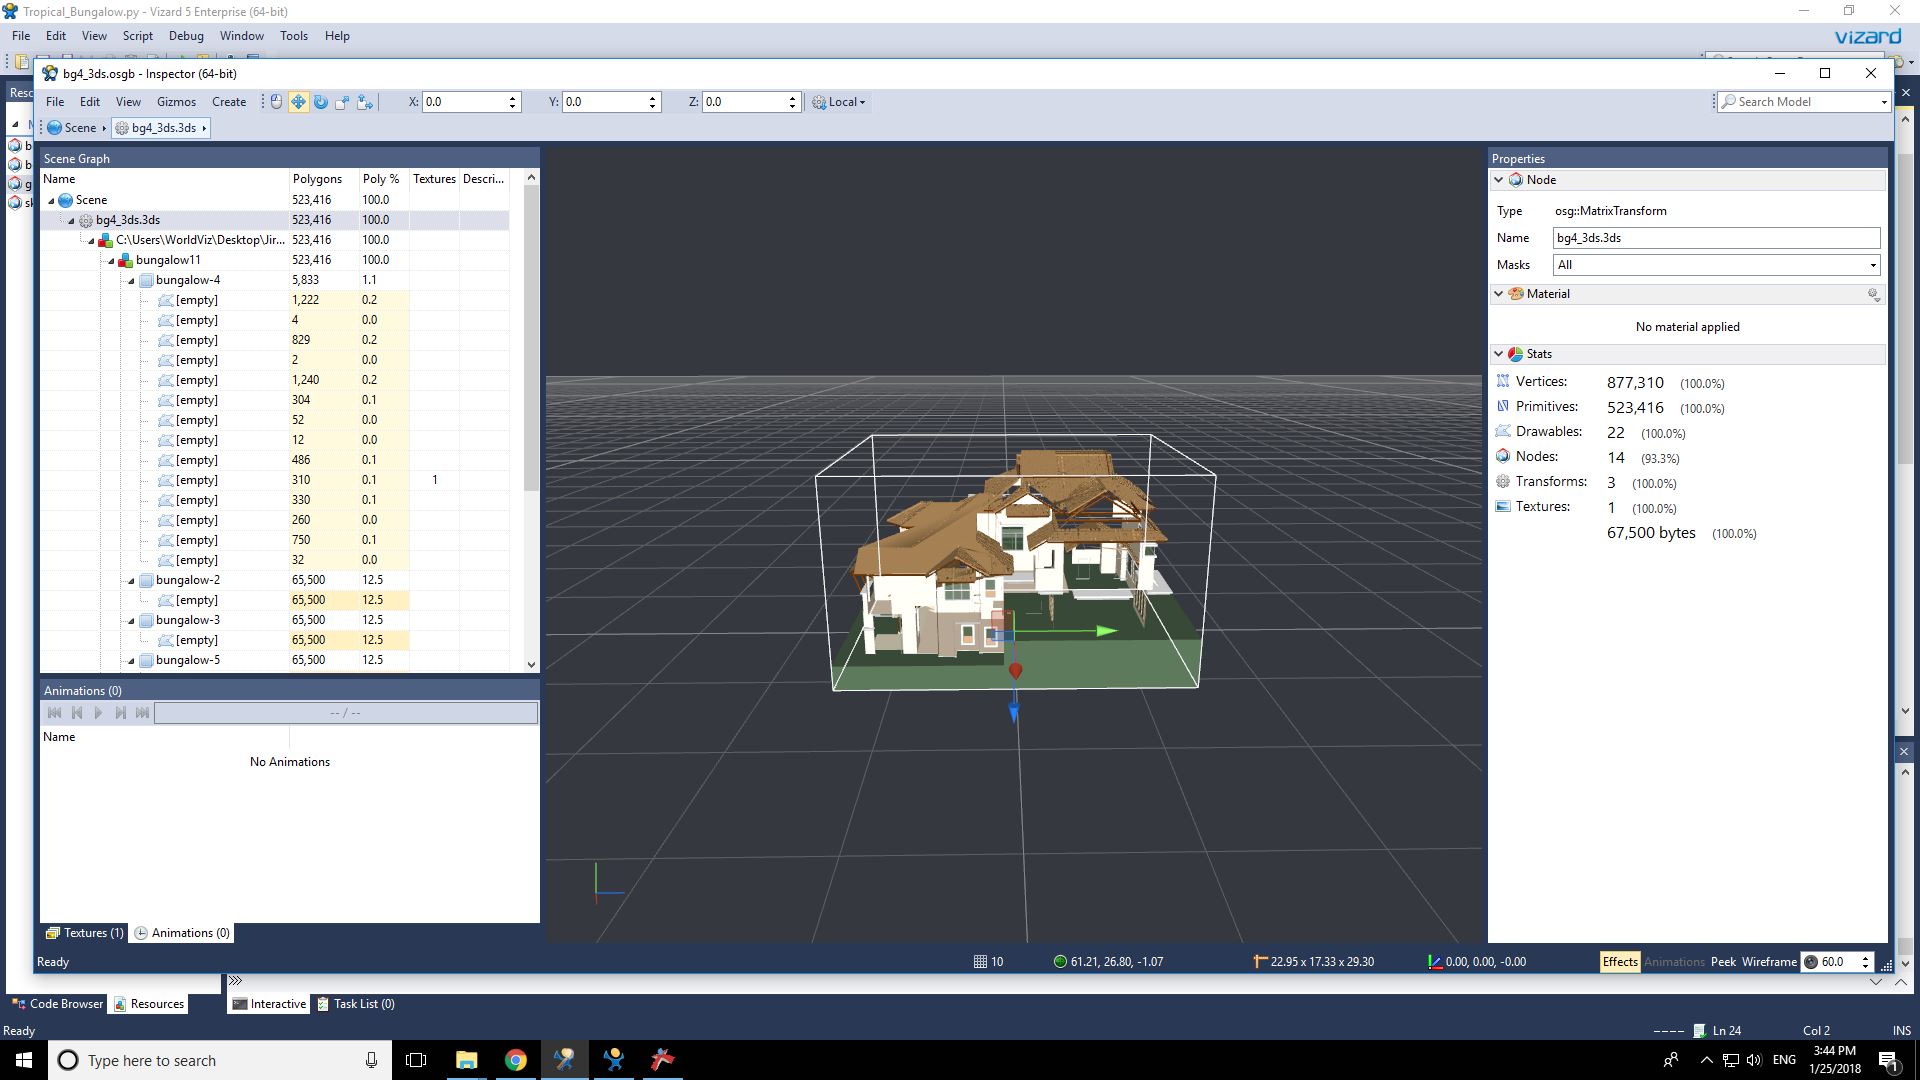 Tropical_Bungalow.py - Vizard 5 Enterprise (64-bit)
File Edit View Script Debug Window Tools Help
vizard
bg4_3ds.osgb - Inspector (64-bit)
File Edit View Gizmos Create X: 0.0 Y: 0.0 Z: 0.0 Local Search Model
Scene bg4_3ds.3ds
Scene Graph
Name Polygons Poly % Textures Descri...
Scene 523,416 100.0
bg4_3ds.3ds 523,416 100.0
C:\Users\WorldViz\Desktop\Jir... 523,416 100.0
bungalow11 523,416 100.0
bungalow-4 5,833 1.1
[empty] 1,222 0.2
[empty] 4 0.0
[empty] 829 0.2
[empty] 2 0.0
[empty] 1,240 0.2
[empty] 304 0.1
[empty] 52 0.0
[empty] 12 0.0
[empty] 486 0.1
[empty] 310 0.1 1
[empty] 330 0.1
[empty] 260 0.0
[empty] 750 0.1
[empty] 32 0.0
bungalow-2 65,500 12.5
[empty] 65,500 12.5
bungalow-3 65,500 12.5
[empty] 65,500 12.5
bungalow-5 65,500 12.5
Animations (0)
-- / --
Name
No Animations
Textures (1) Animations (0)
Properties
Node
Type osg::MatrixTransform
Name bg4_3ds.3ds
Masks All
Material
No material applied
Stats
Vertices: 877,310 (100.0%)
Primitives: 523,416 (100.0%)
Drawables: 22 (100.0%)
Nodes: 14 (93.3%)
Transforms: 3 (100.0%)
Textures: 1 (100.0%)
67,500 bytes (100.0%)
Ready 10 61.21, 26.80, -1.07 22.95 x 17.33 x 29.30 0.00, 0.00, -0.00 Effects Animations Peek Wireframe 60.0
Code Browser Resources Interactive Task List (0)
Ready Ln 24 Col 2 INS
Type here to search ENG 3:44 PM
1/25/2018 1